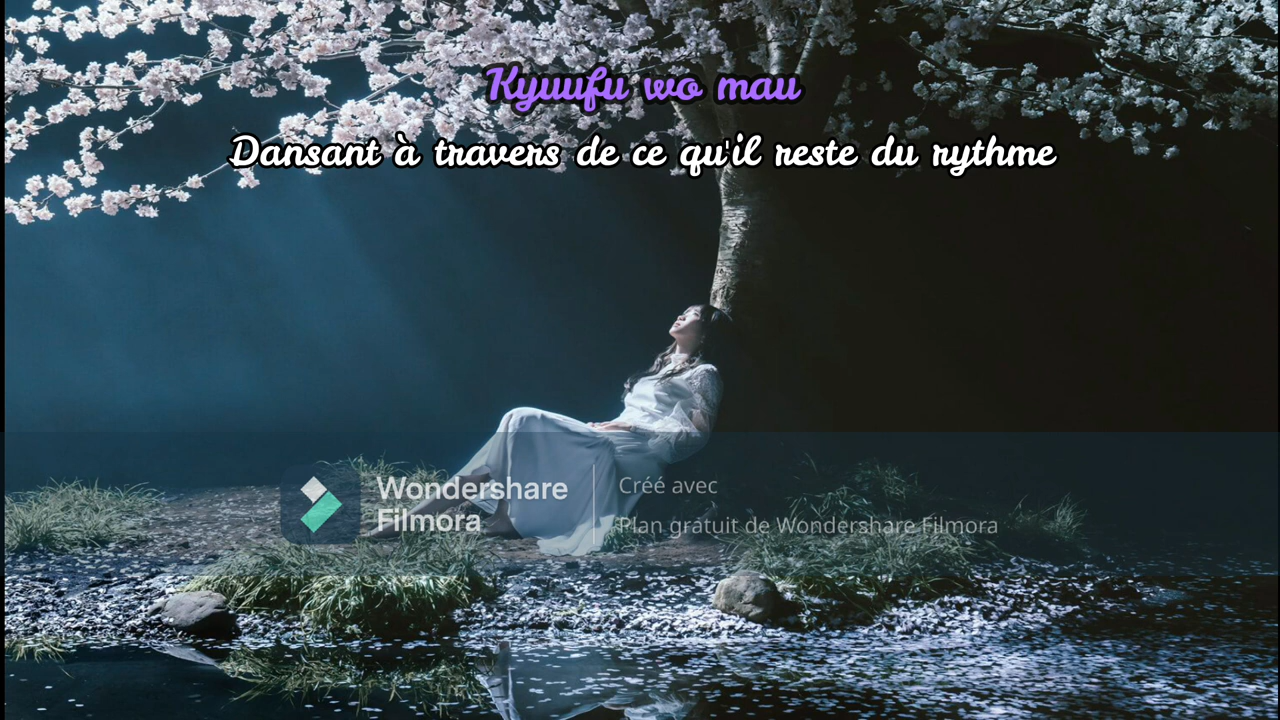 Kyuufu wo mau
Dansant à travers de ce qu'il reste du rythme
Wondershare
Filmora
Créé avec
Plan gratuit de Wondershare Filmora